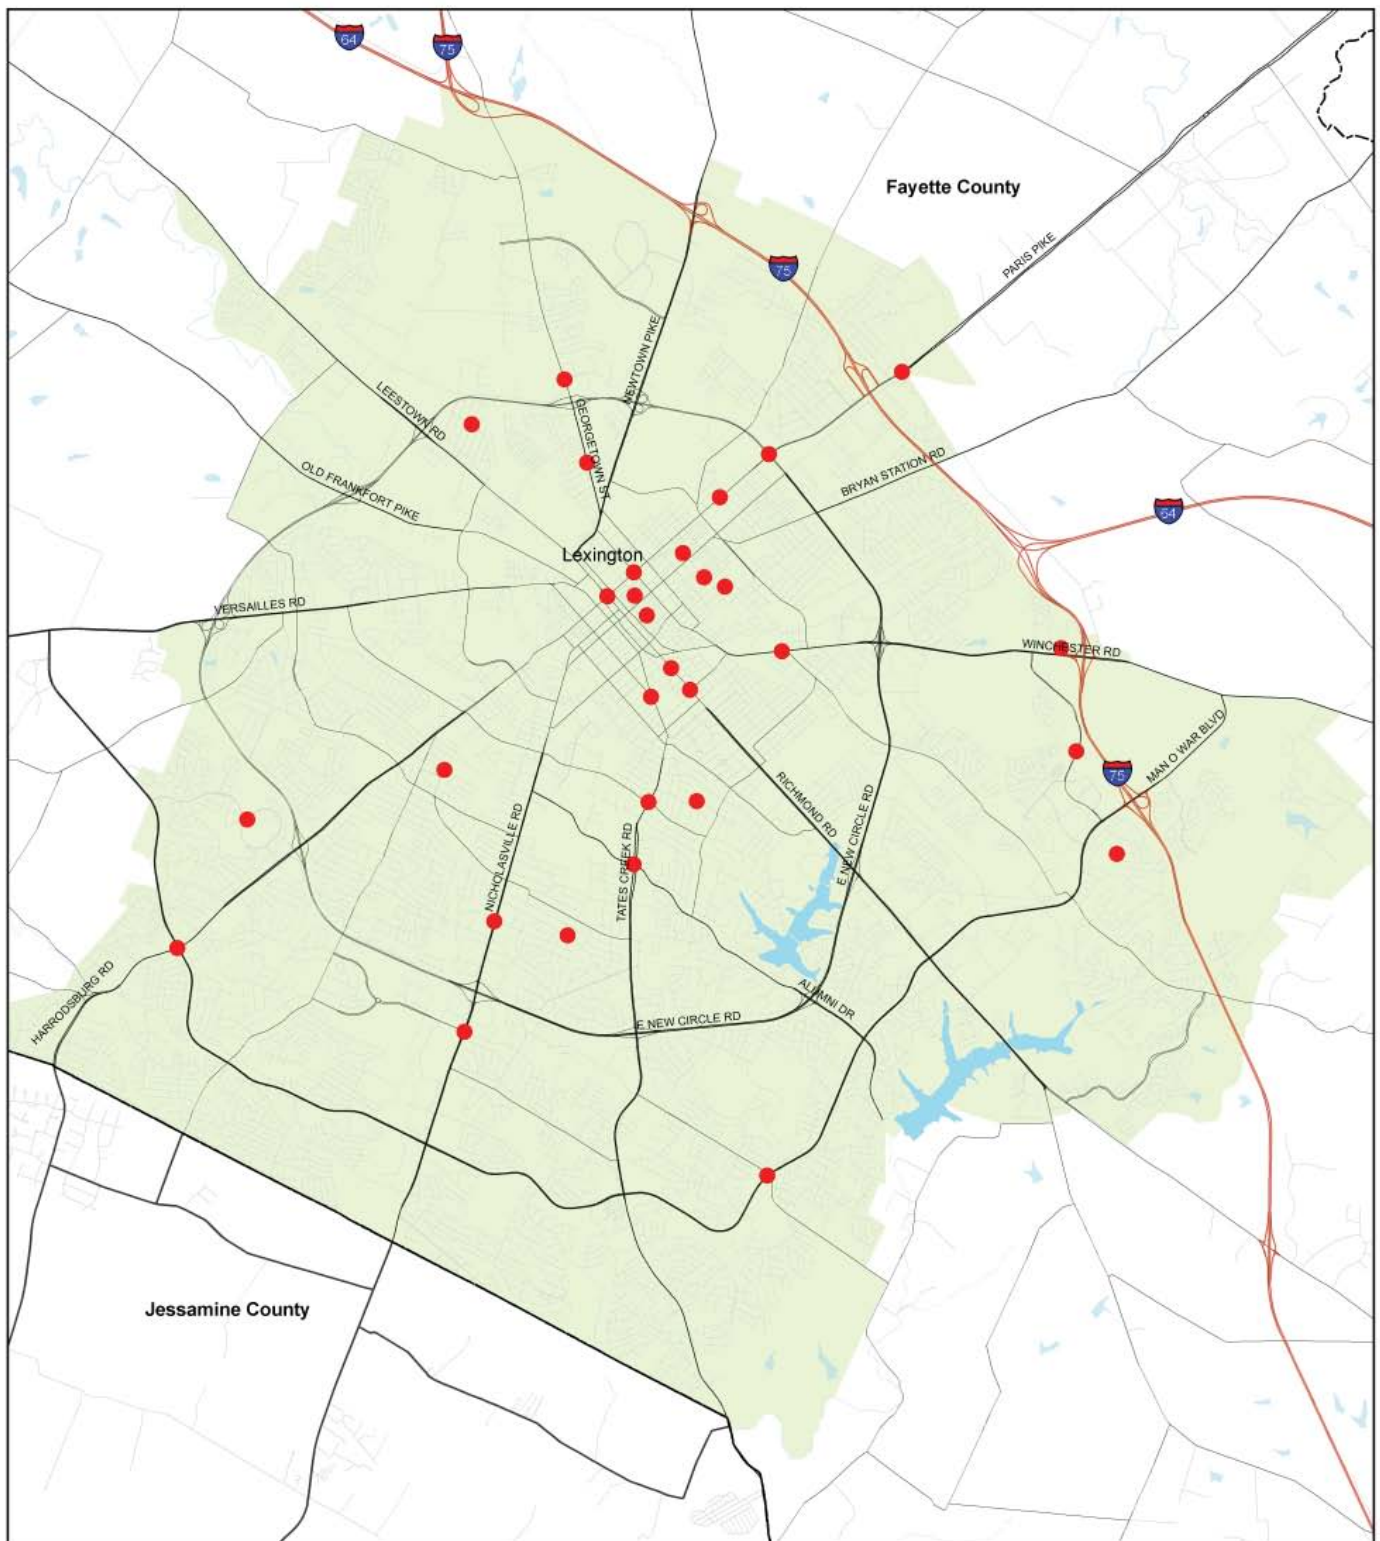 64
75
Fayette County
PARIS PIKE
75
NEWTOWN PIKE
LEESTOWN RD
GEORGETOWN ST
OLD FRANKFORT PIKE
BRYAN STATION RD
64
Lexington
VERSAILLES RD
WINCHESTER RD
MAN O WAR BLVD
75
RICHMOND RD
E NEW CIRCLE RD
NICHOLASVILLE RD
TATES CREEK RD
HARRODSBURG RD
ALUMNI DR
E NEW CIRCLE RD
Jessamine County